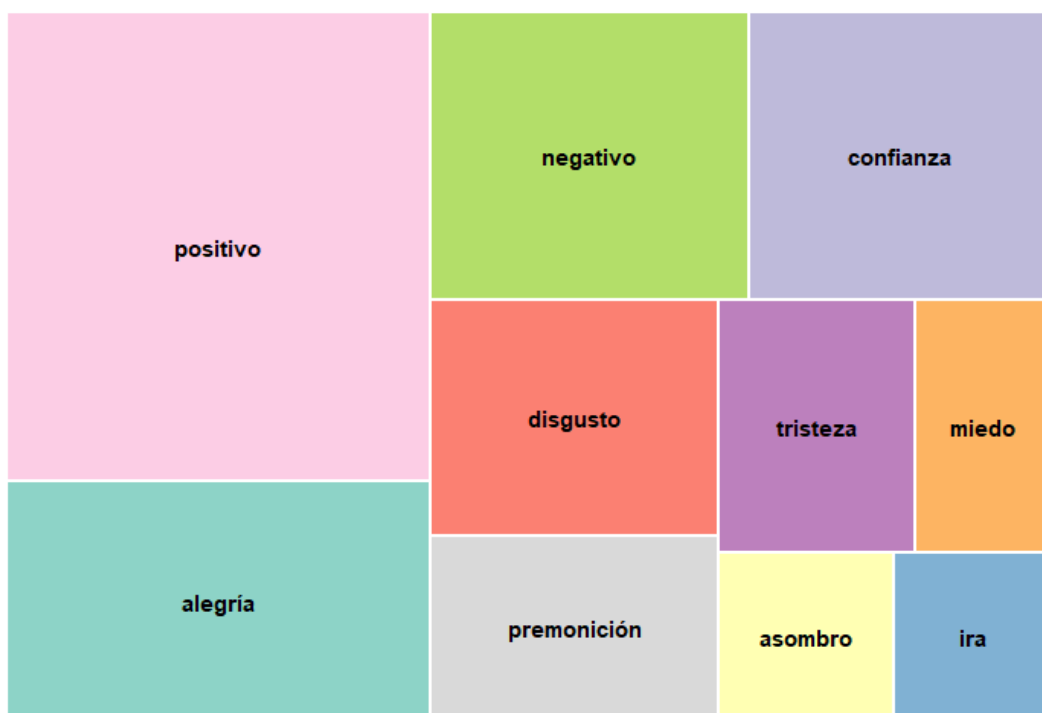 positivo
negativo
confianza
disgusto
tristeza
miedo
alegría
premonición
asombro
ira